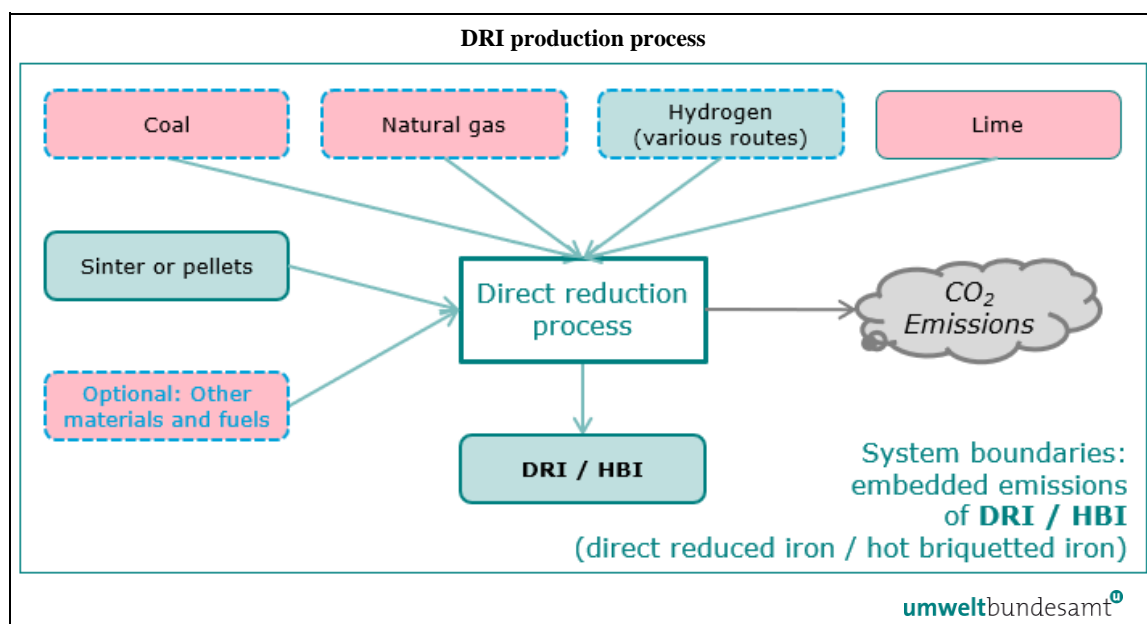 DRI production process
Coal
Natural gas
Hydrogen
(various routes)
Lime
Sinter or pellets
Direct reduction
process
CO₂
Emissions
Optional: Other
materials and fuels
DRI / HBI
System boundaries:
embedded emissions
of DRI / HBI
(direct reduced iron / hot briquetted iron)
umweltbundesamt